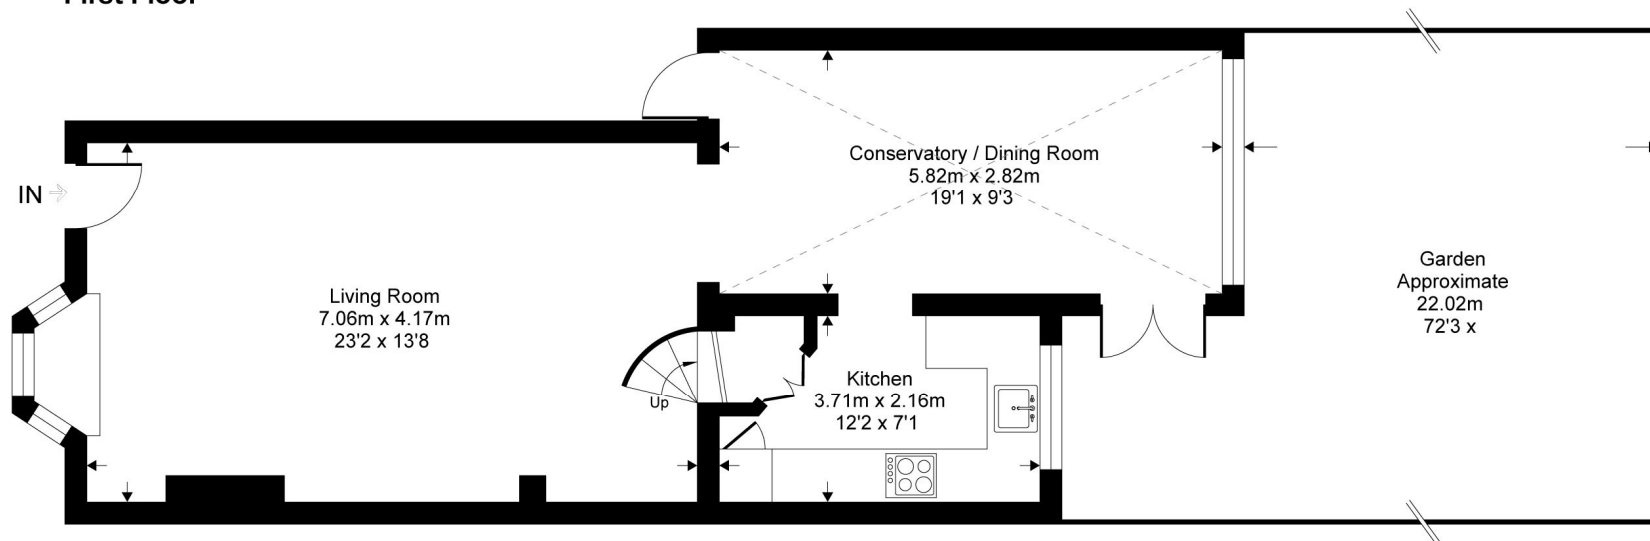 IN
Living Room
7.06m x 4.17m
23'2 x 13'8
Up
Conservatory / Dining Room
5.82m x 2.82m
19'1 x 9'3
Kitchen
3.71m x 2.16m
12'2 x 7'1
Garden
Approximate
22.02m
72'3 x